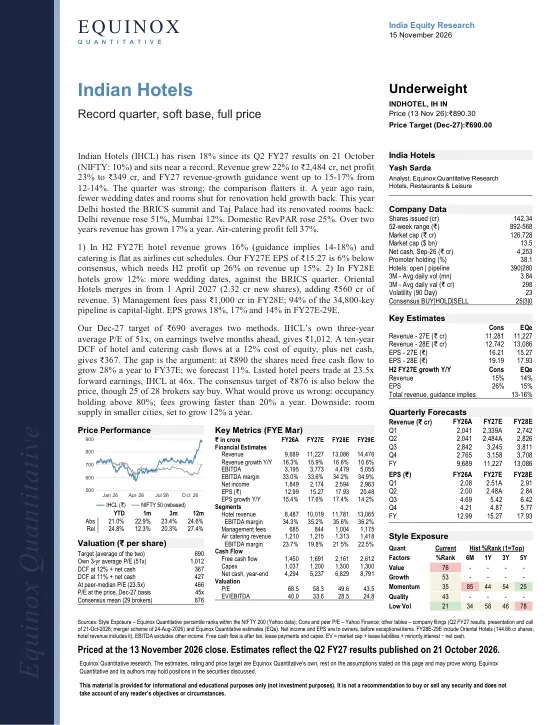 EQUINOX
QUANTITATIVE
India Equity Research
15 November 2026
Indian Hotels
Record quarter, soft base, full price
Underweight
INDHOTEL, IH IN
Price (13 Nov 26):₹890.30
Price Target (Dec-27):₹690.00
Indian Hotels (IHCL) has risen 18% since its Q2 FY27 results on 21 October
(NIFTY: 10%) and sits near a record. Revenue grew 22% to ₹2,484 cr, net profit
23% to ₹349 cr, and FY27 revenue-growth guidance went up to 15-17% from
12-14%. The quarter was strong; the comparison flatters it. A year ago rain,
fewer wedding dates and rooms shut for renovation held growth back. This year
Delhi hosted the BRICS summit and Taj Palace had its renovated rooms back:
Delhi revenue rose 51%, Mumbai 12%. Domestic RevPAR rose 25%. Over two
years revenue has grown 17% a year. Air-catering profit fell 37%.
1) In H2 FY27 hotel revenue grows 16% (guidance implies 14-18%) and
catering is flat as airlines cut schedules. Our FY27E EPS of ₹15.27 is 6% below
consensus, which needs H2 profit up 26% on revenue up 15%. 2) In FY28E
hotels grow 12%: more wedding dates, against the BRICS quarter. Oriental
Hotels merges in from 1 April 2027 (2.32 cr new shares), adding ₹560 cr of
revenue. 3) Management fees pass ₹1,000 cr in FY28E; 94% of the 34,800-key
pipeline is capital-light. EPS grows 18%, 17% and 14% in FY27E-29E.
Our Dec-27 target of ₹690 averages two methods. IHCL's own three-year
average P/E of 51x, on earnings twelve months ahead, gives ₹1,012. A ten-year
DCF of hotel and catering cash flows at a 12% cost of equity, plus net cash,
gives ₹367. The gap is the argument: at ₹890 the shares need free cash flow to
grow 28% a year to FY37E; we forecast 11%. Listed hotel peers trade at 23.5x
forward earnings, IHCL at 46x. The consensus target of ₹876 is also below the
price, though 25 of 28 brokers say buy. What would prove us wrong: occupancy
holding above 80%; fees growing faster than 20% a year. Downside: room
supply in smaller cities, set to grow 12% a year.
India Hotels
Yash Sarda
Analyst, Equinox Quantitative Research
Hotels, Restaurants & Leisure
Company Data
Shares issued (cr) 142.34
52-week range (₹) 892-568
Market cap (₹ cr) 126,728
Market cap ($ bn) 13.5
Net cash, Sep-26 (₹ cr) 4,253
Promoter holding (%) 38.1
Hotels: open | pipeline 390|280
3M - Avg daily vol (mn) 3.84
3M - Avg daily val (₹ cr) 298
Volatility (90 Day) 23
Consensus BUY|HOLD|SELL 25|3|0
Key Estimates
Cons EQe
Revenue - 27E (₹ cr) 11,281 11,227
Revenue - 28E (₹ cr) 12,742 13,086
EPS - 27E (₹) 16.21 15.27
EPS - 28E (₹) 19.19 17.93
H2 FY27E growth Y/Y Cons EQe
Revenue 15% 14%
EPS 26% 15%
Total revenue, guidance implies 13-16%
Quarterly Forecasts
Revenue (₹ cr) FY26A FY27E FY28E
Q1 2,041 2,339A 2,742
Q2 2,041 2,484A 2,826
Q3 2,842 3,245 3,811
Q4 2,765 3,158 3,708
FY 9,689 11,227 13,086
EPS (₹) FY26A FY27E FY28E
Q1 2.08 2.51A 2.91
Q2 2.00 2.48A 2.84
Q3 4.69 5.42 6.42
Q4 4.21 4.87 5.77
FY 12.99 15.27 17.93
Style Exposure
Quant Current Hist %Rank (1=Top)
Factors %Rank 6M 1Y 3Y 5Y
Value 76 - - - -
Growth 53 - - - -
Momentum 35 85 44 54 25
Quality 43 - - - -
Low Vol 21 34 58 46 78
Price Performance
900
800
700
600
500
Jan 26 Apr 26 Jul 26 Oct 26
IHCL (₹) NIFTY 50 (rebased)
YTD 1m 3m 12m
Abs 21.0% 22.9% 23.4% 24.6%
Rel 24.8% 12.3% 20.3% 27.4%
Valuation (₹ per share)
Target (average of the two) 690
Own 3-yr average P/E (51x) 1,012
DCF at 12% + net cash 367
DCF at 11% + net cash 427
At peer-median P/E (23.5x) 466
P/E at the price, Dec-27 basis 45x
Consensus mean (29 brokers) 876
Key Metrics (FYE Mar)
₹ in crore FY26A FY27E FY28E FY29E
Financial Estimates
Revenue 9,689 11,227 13,086 14,476
Revenue growth Y/Y 16.3% 15.9% 16.6% 10.6%
EBITDA 3,195 3,773 4,479 5,055
EBITDA margin 33.0% 33.6% 34.2% 34.9%
Net income 1,849 2,174 2,594 2,963
EPS (₹) 12.99 15.27 17.93 20.48
EPS growth Y/Y 15.4% 17.6% 17.4% 14.2%
Segments
Hotel revenue 8,487 10,019 11,781 13,065
EBITDA margin 34.3% 35.2% 35.6% 36.2%
Management fees 685 844 1,004 1,175
Air catering revenue 1,210 1,215 1,313 1,418
EBITDA margin 23.7% 19.8% 21.5% 22.5%
Cash Flow
Free cash flow 1,450 1,691 2,161 2,612
Capex 1,037 1,200 1,300 1,300
Net cash, year-end 4,294 5,237 6,829 8,791
Valuation
P/E 68.5 58.3 49.6 43.5
EV/EBITDA 40.0 33.6 28.5 24.8
Equinox Quantitative
Priced at the 13 November 2026 close. Estimates reflect the Q2 FY27 results published on 21 October 2026.
Equinox Quantitative research. The estimates, rating and price target are Equinox Quantitative's own, rest on the assumptions stated on this page and may prove wrong. Equinox
Quantitative and its authors may hold positions in the securities discussed.
This material is provided for informational and educational purposes only (not investment purposes). It is not a recommendation to buy or sell any security and does not
take account of any reader's objectives or circumstances.